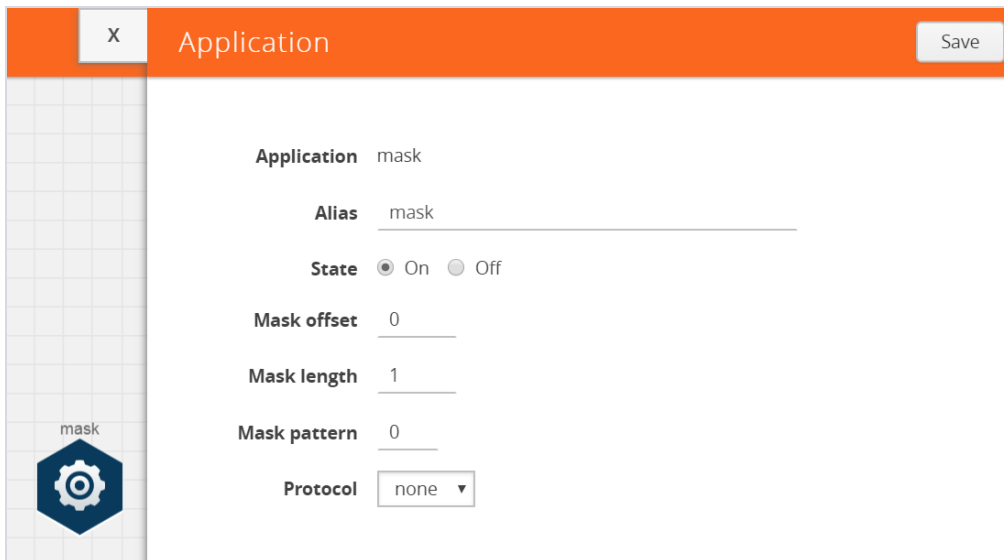 X
Application
Save
Application mask
Alias mask
State On Off
Mask offset 0
Mask length 1
Mask pattern 0
Protocol none
mask